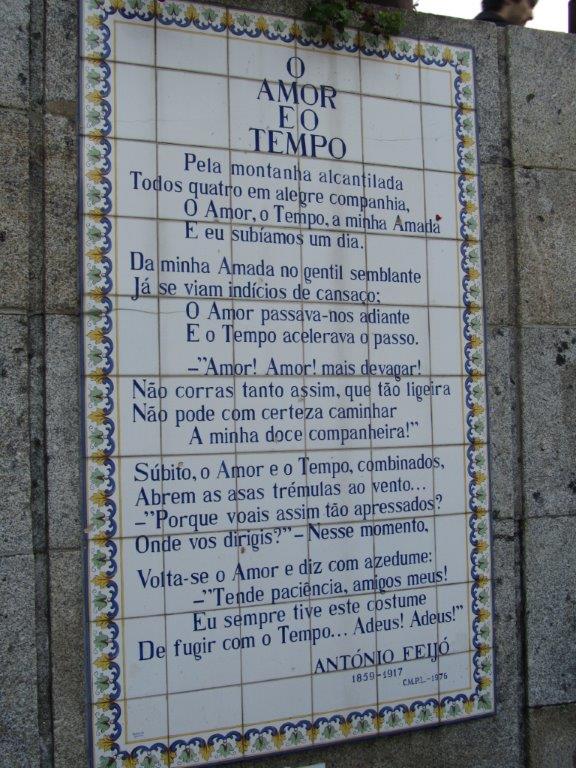 O
AMOR
E O
TEMPO
Pela montanha alcantilada
Todos quatro em alegre companhia,
O Amor, o Tempo, a minha Amada
E eu subíamos um dia.
Da minha Amada no gentil semblante
Já se viam indícios de cansaço;
O Amor passava-nos adiante
E o Tempo acelerava o passo.
–"Amor! Amor! mais devagar!
Não corras tanto assim, que tão ligeira
Não pode com certeza caminhar
A minha doce companheira!"
Súbito, o Amor e o Tempo, combinados,
Abrem as asas trémulas ao vento...
–"Porque voais assim tão apressados?
Onde vos dirigis?" – Nesse momento,
Volta-se o Amor e diz com azedume:
–"Tende paciência, amigos meus!
Eu sempre tive este costume
De fugir com o Tempo... Adeus! Adeus!"
ANTÓNIO FEIJÓ
1859-1917
C.M.P.L.-1976